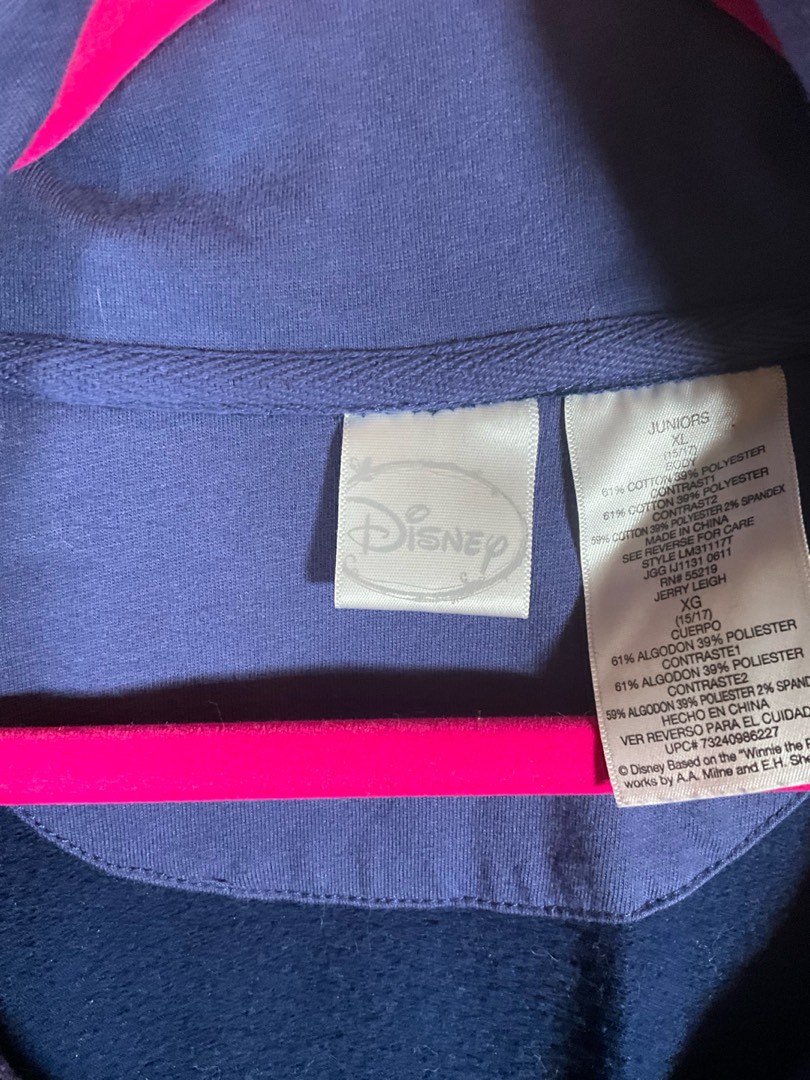 Disney
JUNIORS
XL
(15/17)
BODY
61% COTTON 39% POLYESTER
CONTRAST1
61% COTTON 39% POLYESTER
CONTRAST2
59% COTTON 39% POLYESTER 2% SPANDEX
MADE IN CHINA
SEE REVERSE FOR CARE
STYLE LM31117T
JGG IJ1131 0611
RN# 55219
JERRY LEIGH
XG
(15/17)
CUERPO
61% ALGODON 39% POLIESTER
CONTRASTE1
61% ALGODON 39% POLIESTER
CONTRASTE2
59% ALGODON 39% POLIESTER 2% SPAND
HECHO EN CHINA
VER REVERSO PARA EL CUIDAD
UPC# 73240986227
© Disney Based on the "Winnie the
works by A.A. Milne and E.H. She